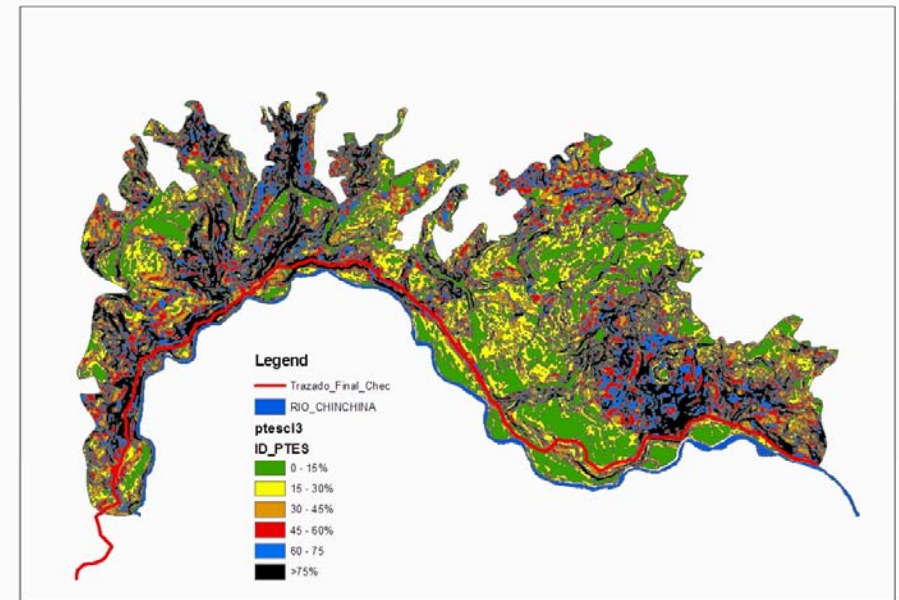 Legend
Trazado_Final_Chec
RIO_CHINCHINA
ptescl3
ID_PTES
0 - 15%
15 - 30%
30 - 45%
45 - 60%
60 - 75
>75%